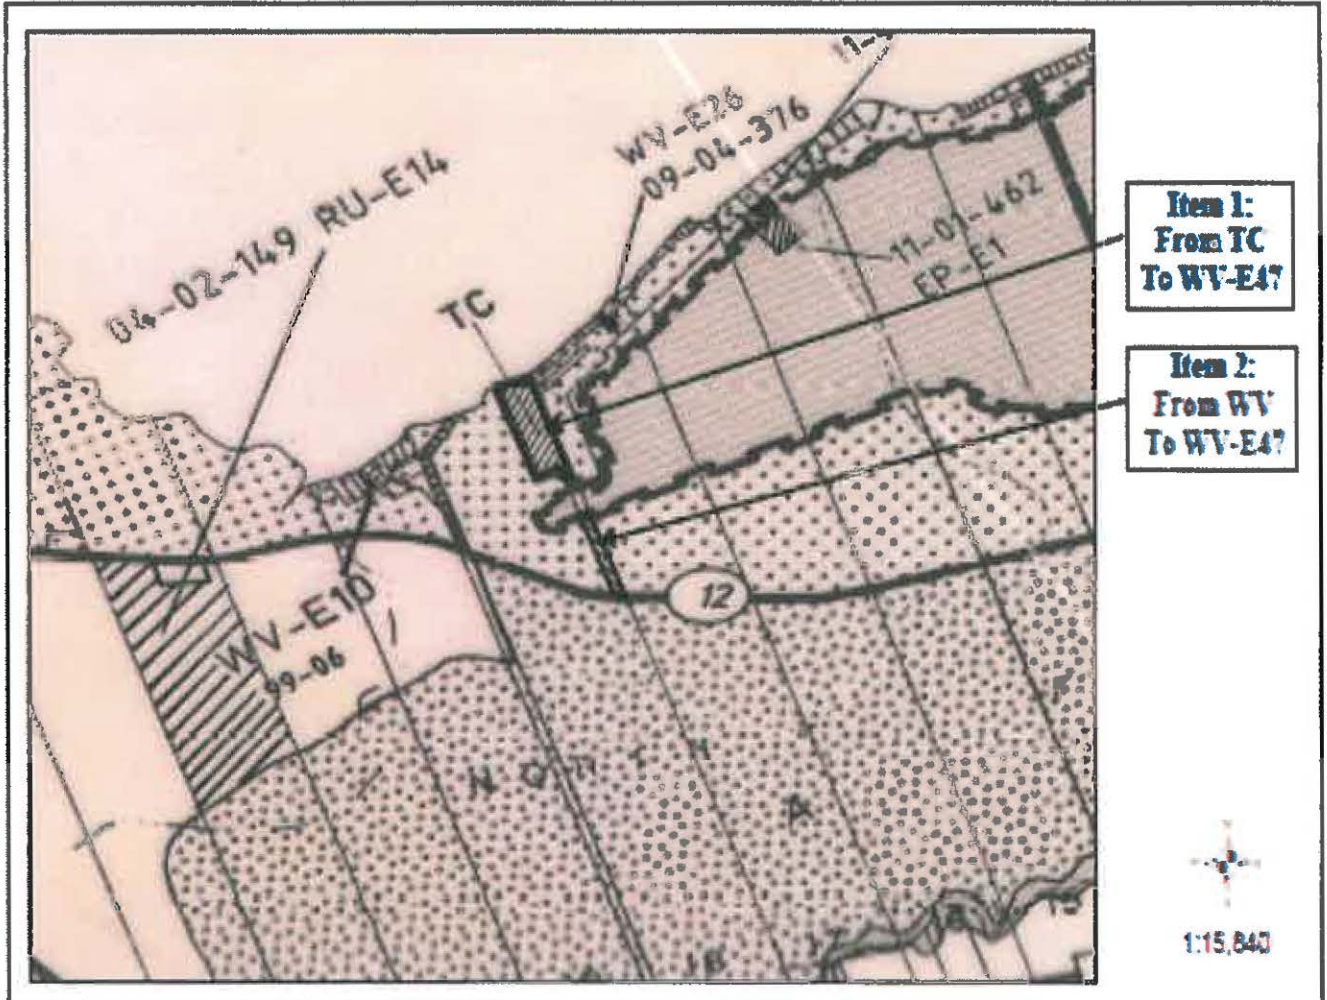 11-
WV-E26
09-04-376
04-02-149 RU-E14
11-01-462
EP-E1
TC
Item 1:
From TC
To WV-E47
Item 2:
From WV
To WV-E47
12
WV-E10
99-06
NORTH
A
1:15,840